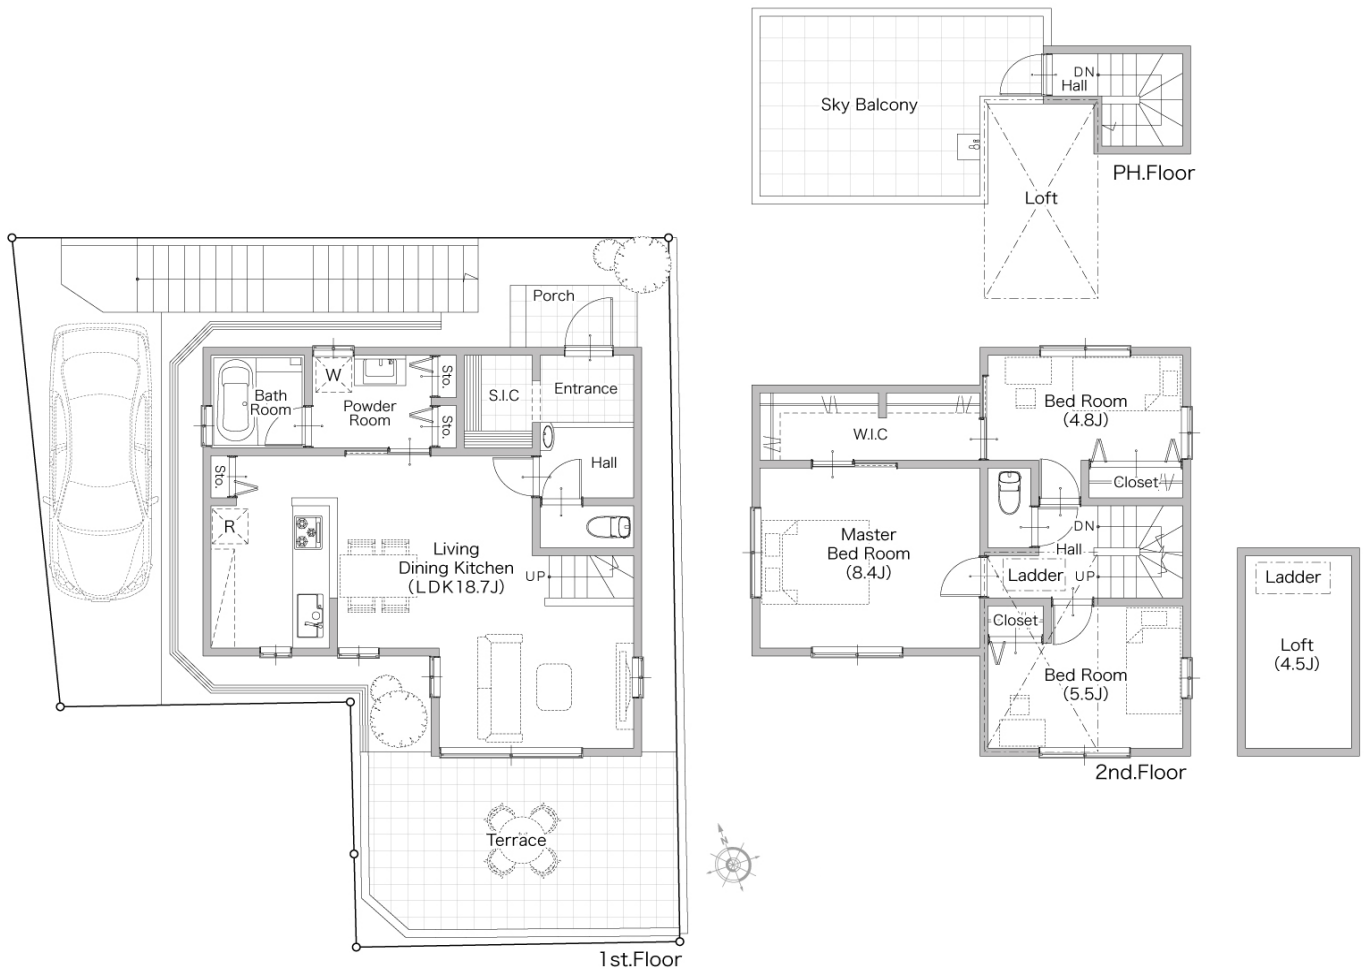 Sky Balcony
DN
Hall
PH.Floor
Loft
Porch
Bath
Room
W
Powder
Room
Sto.
Sto.
S.I.C
Entrance
Hall
Sto.
R
Living
Dining Kitchen
(LDK18.7J)
UP
Terrace
1st.Floor
N
W.I.C
Bed Room
(4.8J)
Closet
Master
Bed Room
(8.4J)
DN
Hall
Ladder
UP
Closet
Bed Room
(5.5J)
2nd.Floor
Ladder
Loft
(4.5J)